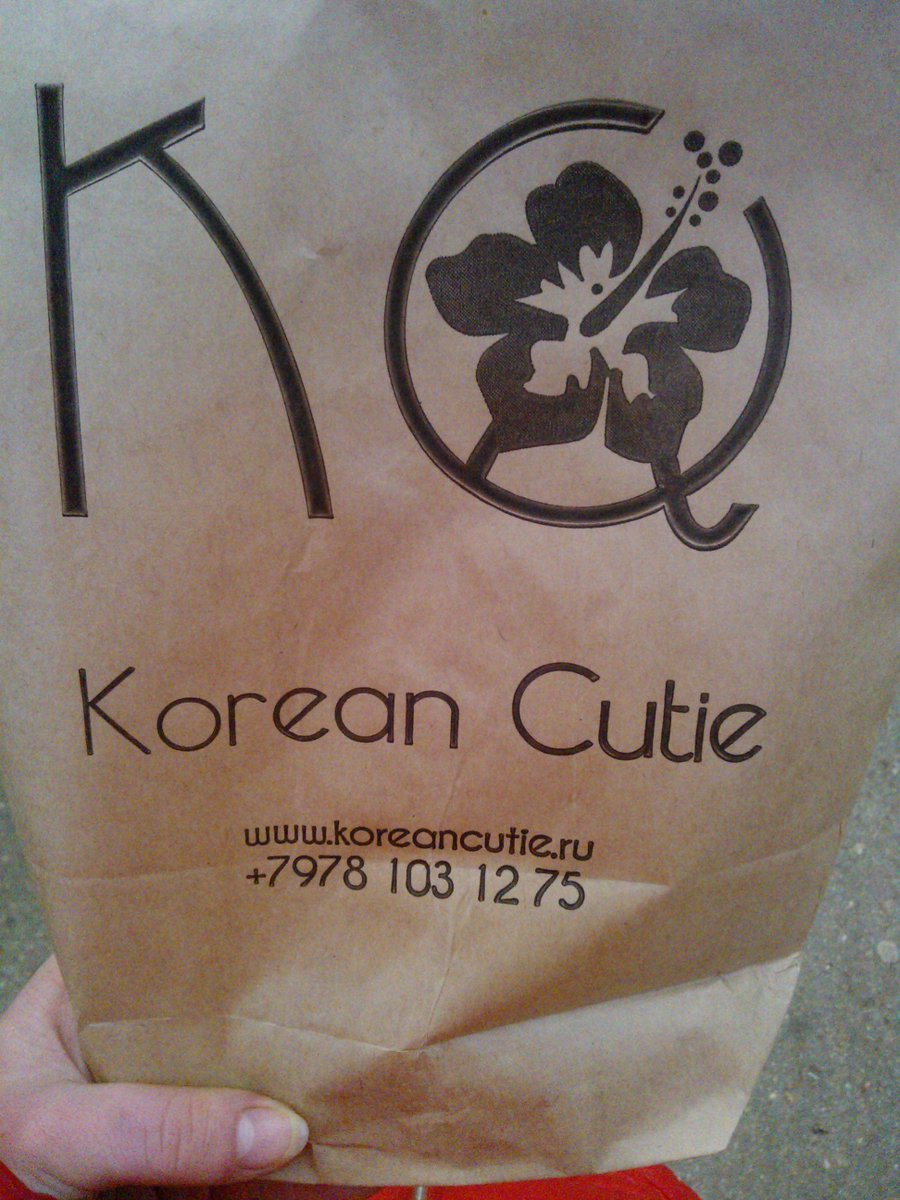 KQ
Korean Cutie
www.koreancutie.ru
+7978 103 12 75